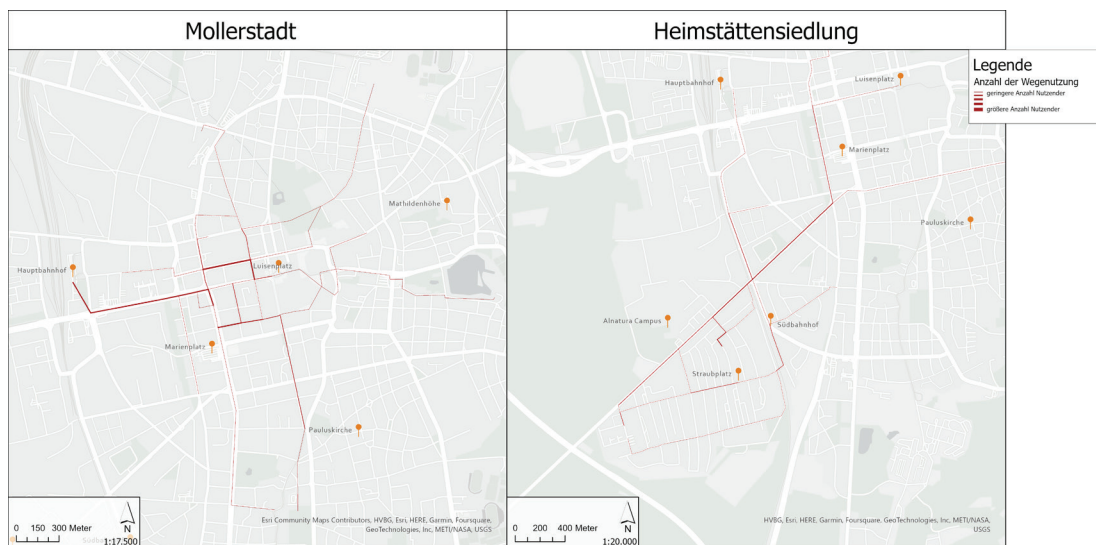 Mollerstadt
Hauptbahnhof
Luisenplatz
Mathildenhöhe
Marienplatz
Pauluskirche
0 150 300 Meter
N
1:17.500
Esri Community Maps Contributors, HVBG, Esri, HERE, Garmin, Foursquare,
GeoTechnologies, Inc, METI/NASA,
USGS
Heimstättensiedlung
Hauptbahnhof
Luisenplatz
Marienplatz
Pauluskirche
Alnatura Campus
Südbahnhof
Straubplatz
0 200 400 Meter
N
1:20.000
HVBG, Esri, HERE, Garmin, Foursquare, GeoTechnologies, Inc, METI/NASA,
USGS
Legende
Anzahl der Wegenutzung
geringere Anzahl Nutzender
größere Anzahl Nutzender